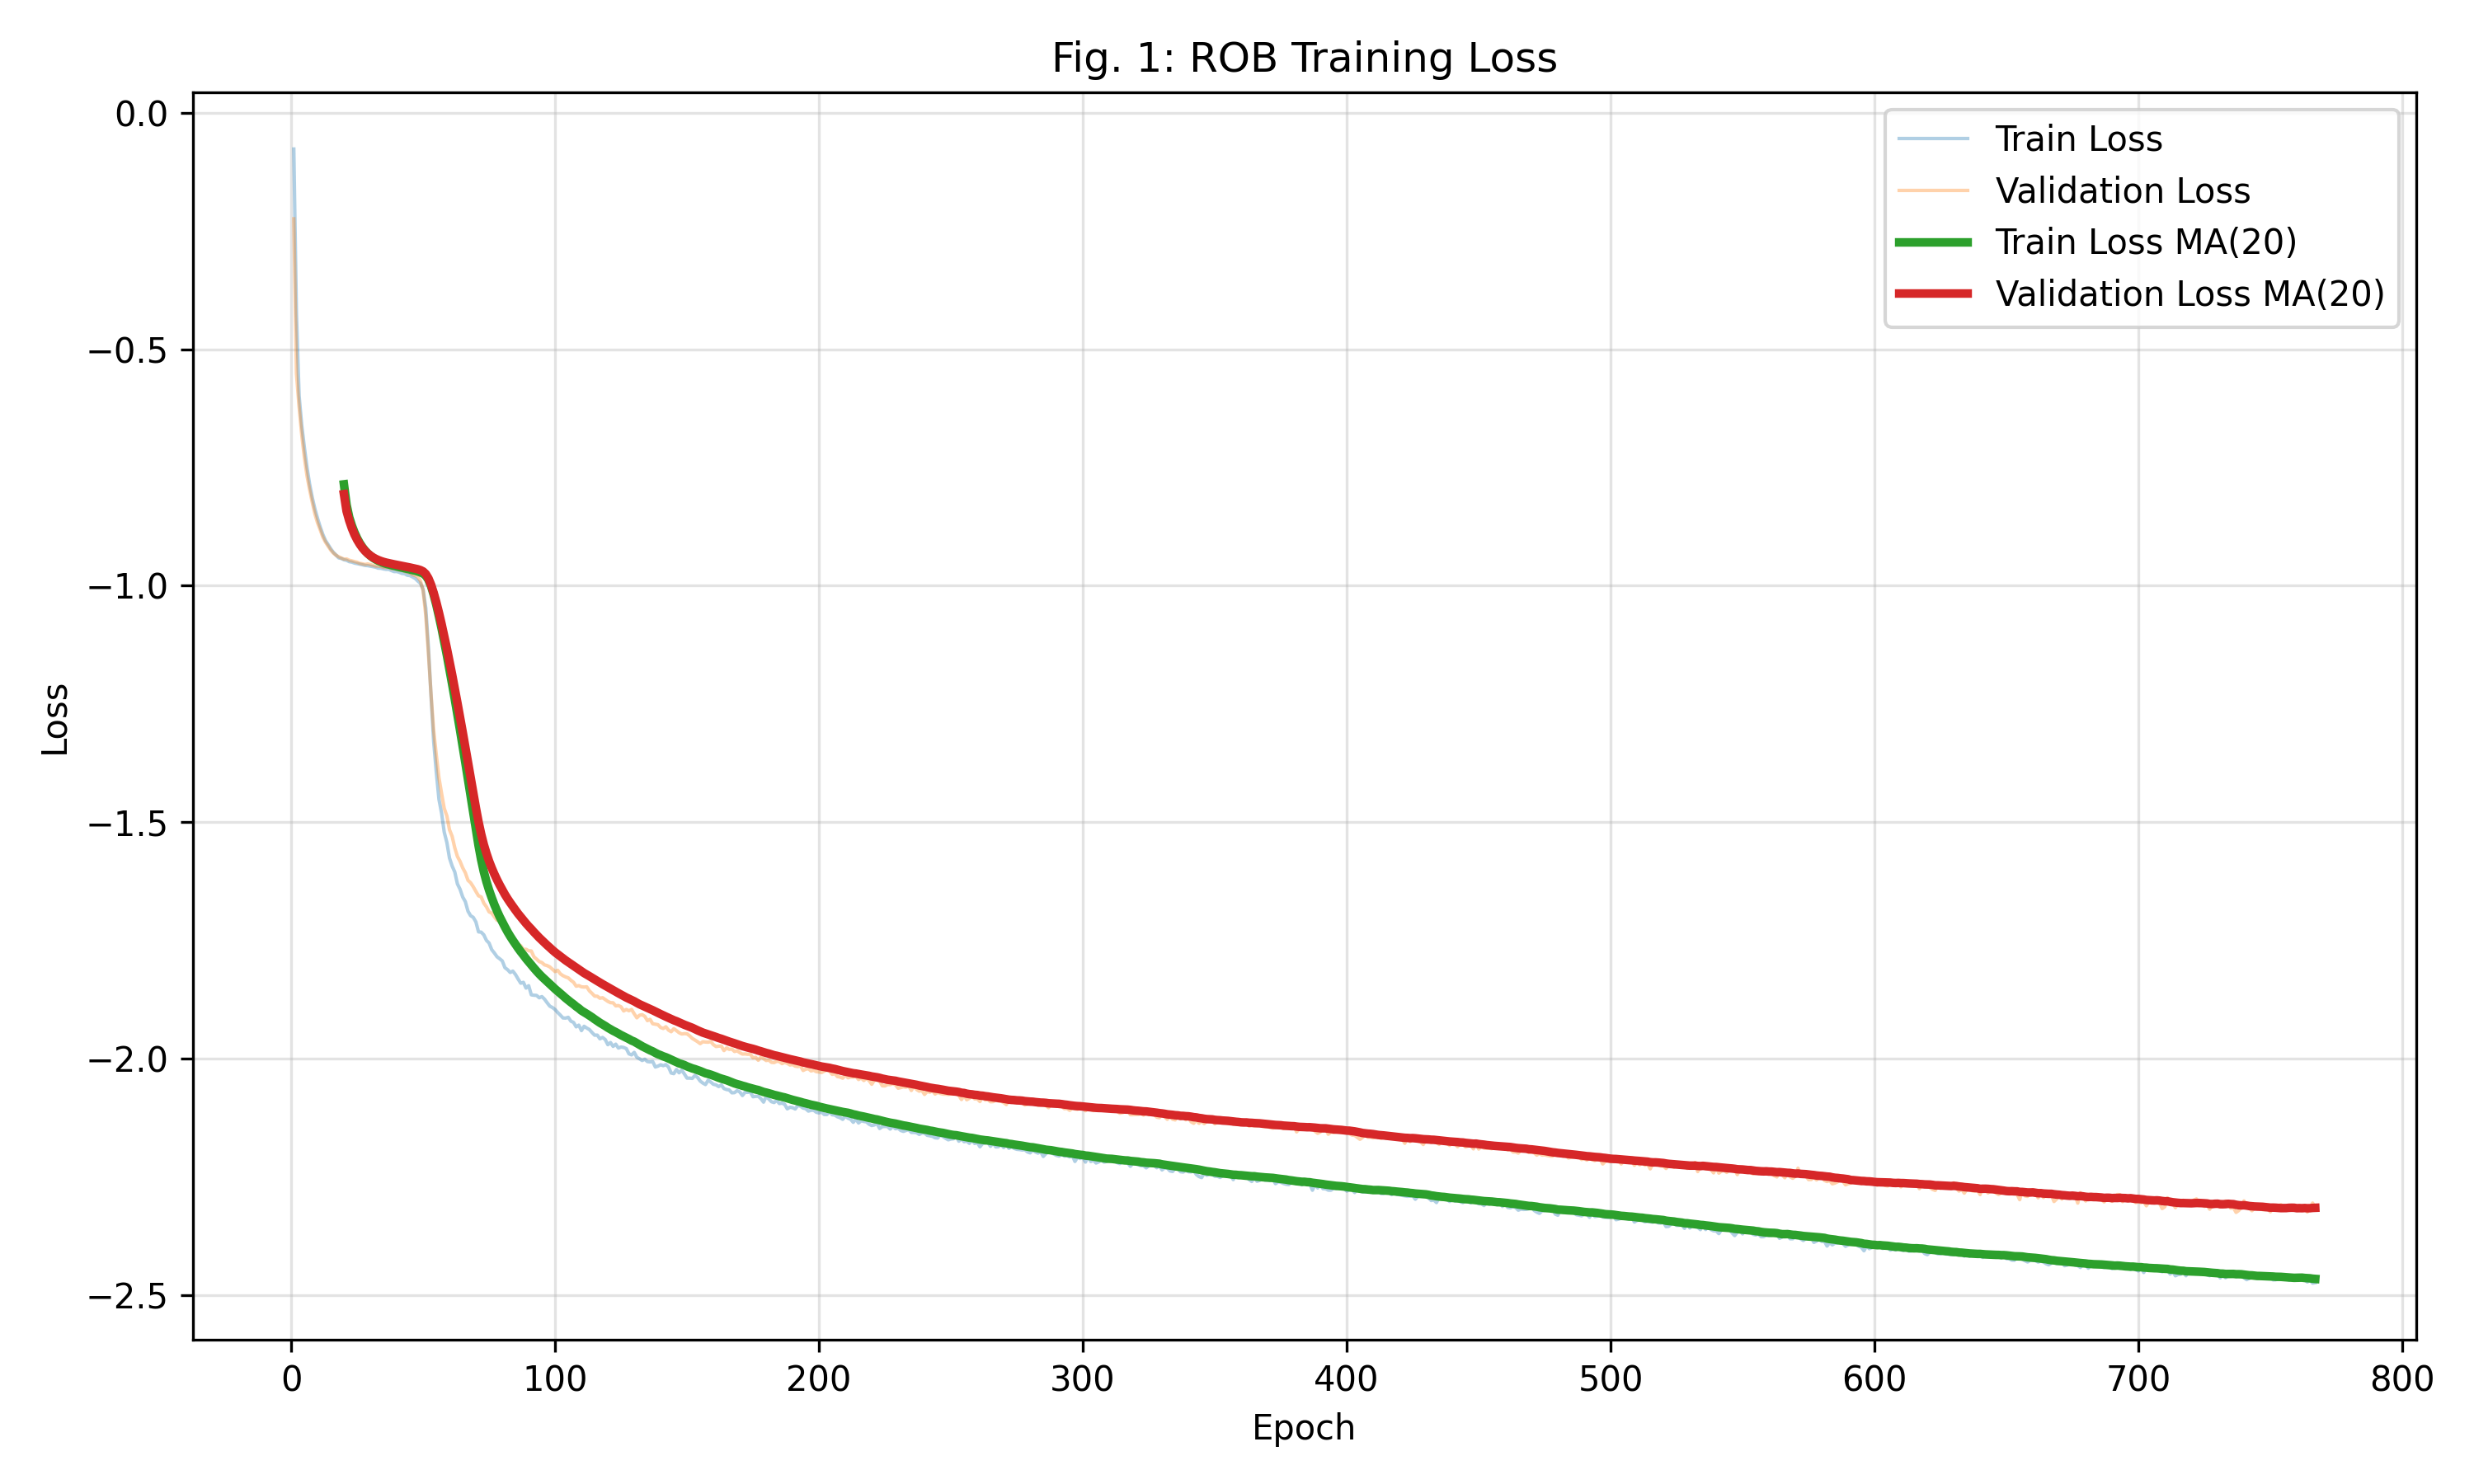 Fig. 1: ROB Training Loss
Train Loss
Validation Loss
Train Loss MA(20)
Validation Loss MA(20)
0.0
−0.5
−1.0
−1.5
−2.0
−2.5
Loss
0 100 200 300 400 500 600 700 800
Epoch